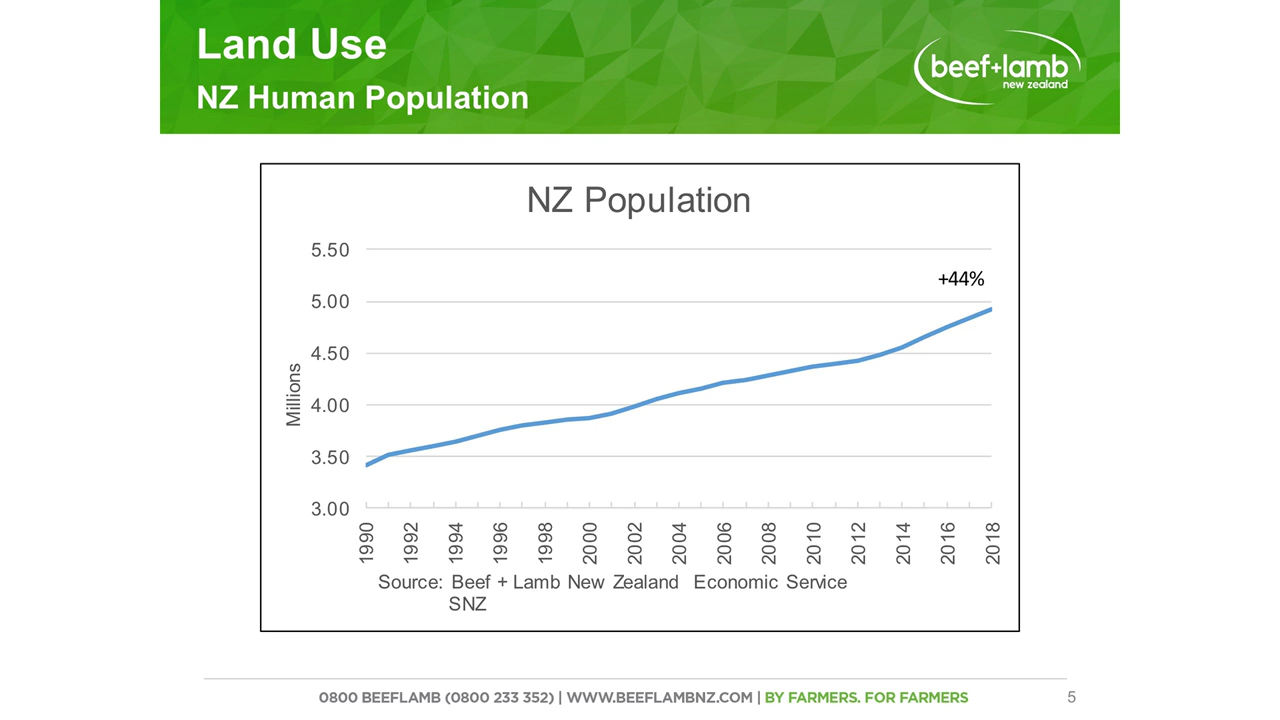 Land Use
NZ Human Population
beef+lamb
new zealand
NZ Population
5.50
5.00
4.50
4.00
3.50
3.00
Millions
+44%
1990 1992 1994 1996 1998 2000 2002 2004 2006 2008 2010 2012 2014 2016 2018
Source: Beef + Lamb New Zealand Economic Service
SNZ
0800 BEEFLAMB (0800 233 352) | WWW.BEEFLAMBNZ.COM | BY FARMERS. FOR FARMERS
5